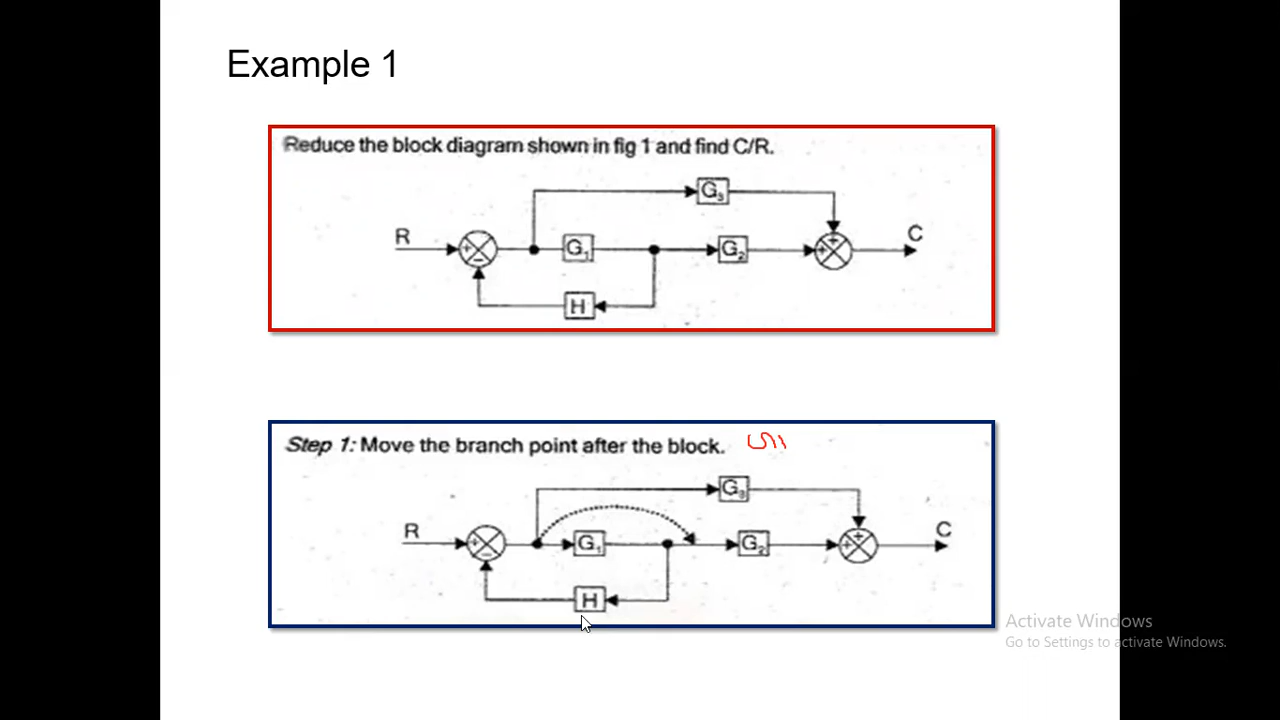 Example 1
Reduce the block diagram shown in fig 1 and find C/R.
G₃
R
+
−
G₁
G₂
+
+
C
H
Step 1: Move the branch point after the block.
G₃
R
+
−
G₁
G₂
+
+
C
H
Activate Windows
Go to Settings to activate Windows.